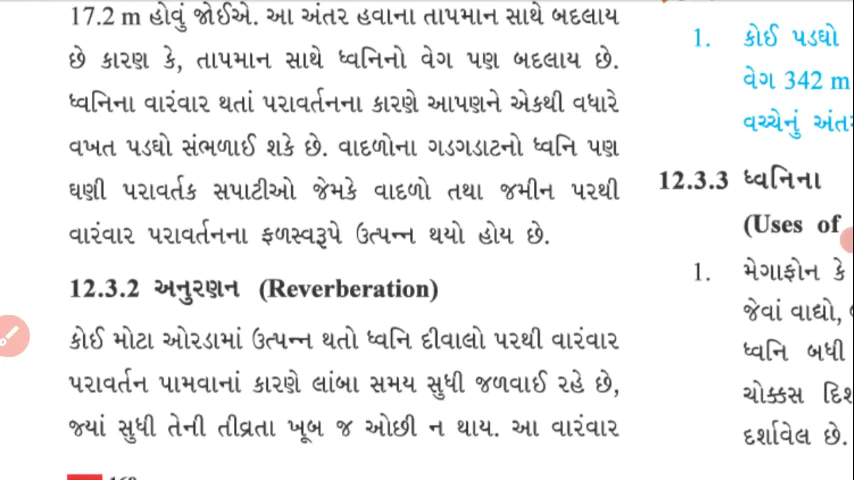 17.2 m હોવું જોઈએ. આ અંતર હવાના તાપમાન સાથે બદલાય
છે કારણ કે, તાપમાન સાથે ધ્વનિનો વેગ પણ બદલાય છે.
ધ્વનિના વારંવાર થતાં પરાવર્તનના કારણે આપણને એકથી વધારે
વખત પડઘો સંભળાઈ શકે છે. વાદળોના ગડગડાટનો ધ્વનિ પણ
ઘણી પરાવર્તક સપાટીઓ જેમકે વાદળો તથા જમીન પરથી
વારંવાર પરાવર્તનના ફળસ્વરૂપે ઉત્પન્ન થયો હોય છે.
12.3.2 અનુરણન (Reverberation)
કોઈ મોટા ઓરડામાં ઉત્પન્ન થતો ધ્વનિ દીવાલો પરથી વારંવાર
પરાવર્તન પામવાનાં કારણે લાંબા સમય સુધી જળવાઈ રહે છે,
જ્યાં સુધી તેની તીવ્રતા ખૂબ જ ઓછી ન થાય. આ વારંવાર
1. કોઈ પડઘો
વેગ 342 m
વચ્ચેનું અંતર
12.3.3 ધ્વનિના
(Uses of
1. મેગાફોન કે
જેવાં વાદ્યો,
ધ્વનિ બધી
ચોક્કસ દિશ
દર્શાવેલ છે.